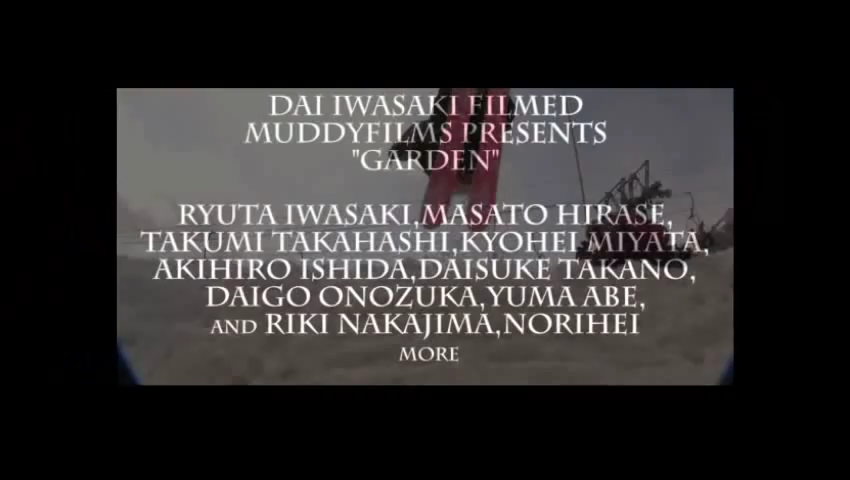 DAI IWASAKI FILMED
MUDDYFILMS PRESENTS
"GARDEN"
RYUTA IWASAKI,MASATO HIRASE,
TAKUMI TAKAHASHI,KYOHEI MIYATA,
AKIHIRO ISHIDA,DAISUKE TAKANO,
DAIGO ONOZUKA,YUMA ABE,
AND RIKI NAKAJIMA,NORIHEI
MORE